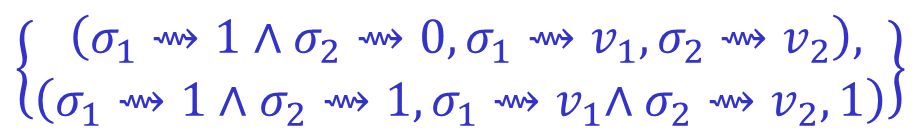 (σ₁ ⇝ 1 ∧ σ₂ ⇝ 0, σ₁ ⇝ v₁, σ₂ ⇝ v₂),
(σ₁ ⇝ 1 ∧ σ₂ ⇝ 1, σ₁ ⇝ v₁ ∧ σ₂ ⇝ v₂, 1)